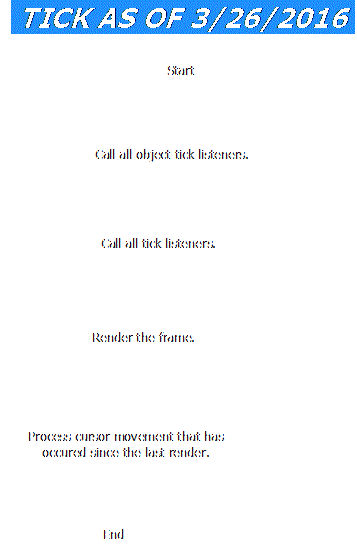 TICK AS OF 3/26/2016
Start
Call all object tick listeners.
Call all tick listeners.
Render the frame.
Process cursor movement that has
occured since the last render.
End